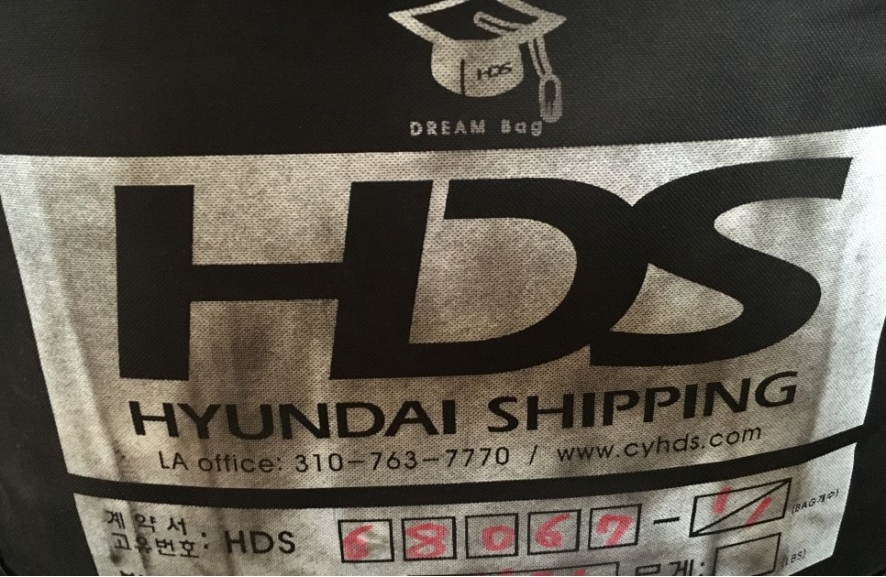 HDS
DREAM Bag
HDS
HYUNDAI SHIPPING
LA office: 310-763-7770 / www.cyhds.com
계약서
고유번호: HDS 68067 - 1/1 (BAG개수)
무게: (LBS)